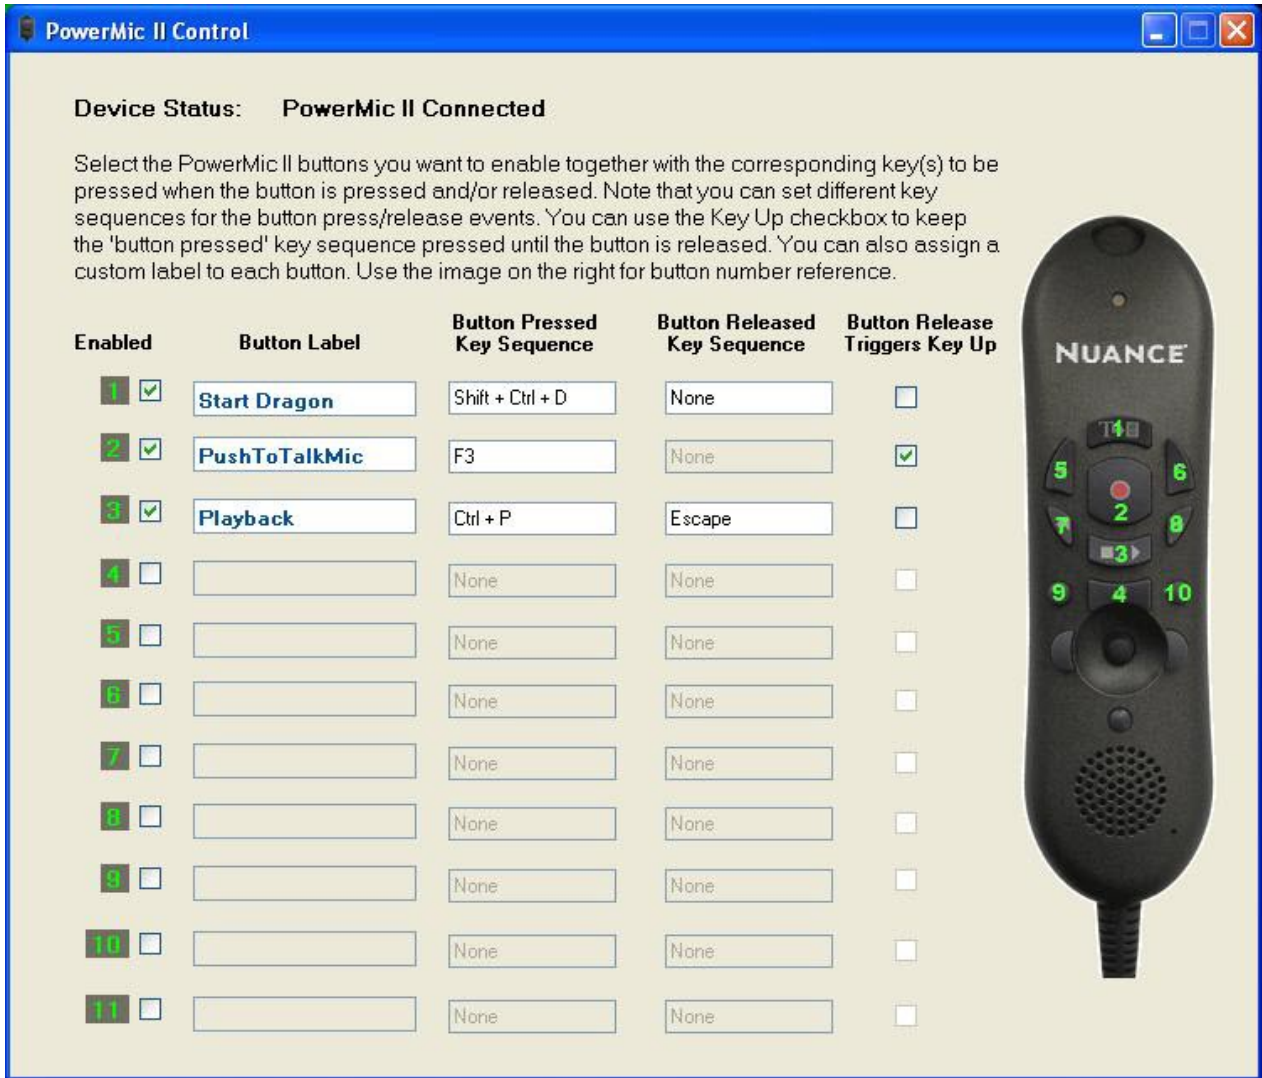 PowerMic II Control
Device Status: PowerMic II Connected
Select the PowerMic II buttons you want to enable together with the corresponding key(s) to be
pressed when the button is pressed and/or released. Note that you can set different key
sequences for the button press/release events. You can use the Key Up checkbox to keep
the 'button pressed' key sequence pressed until the button is released. You can also assign a
custom label to each button. Use the image on the right for button number reference.
Enabled Button Label Button Pressed Key Sequence Button Released Key Sequence Button Release Triggers Key Up
1 Start Dragon Shift + Ctrl + D None
2 PushToTalkMic F3 None
3 Playback Ctrl + P Escape
4 None None
5 None None
6 None None
7 None None
8 None None
9 None None
10 None None
11 None None
NUANCE
1
5 6
2
7 8
3
9 4 10